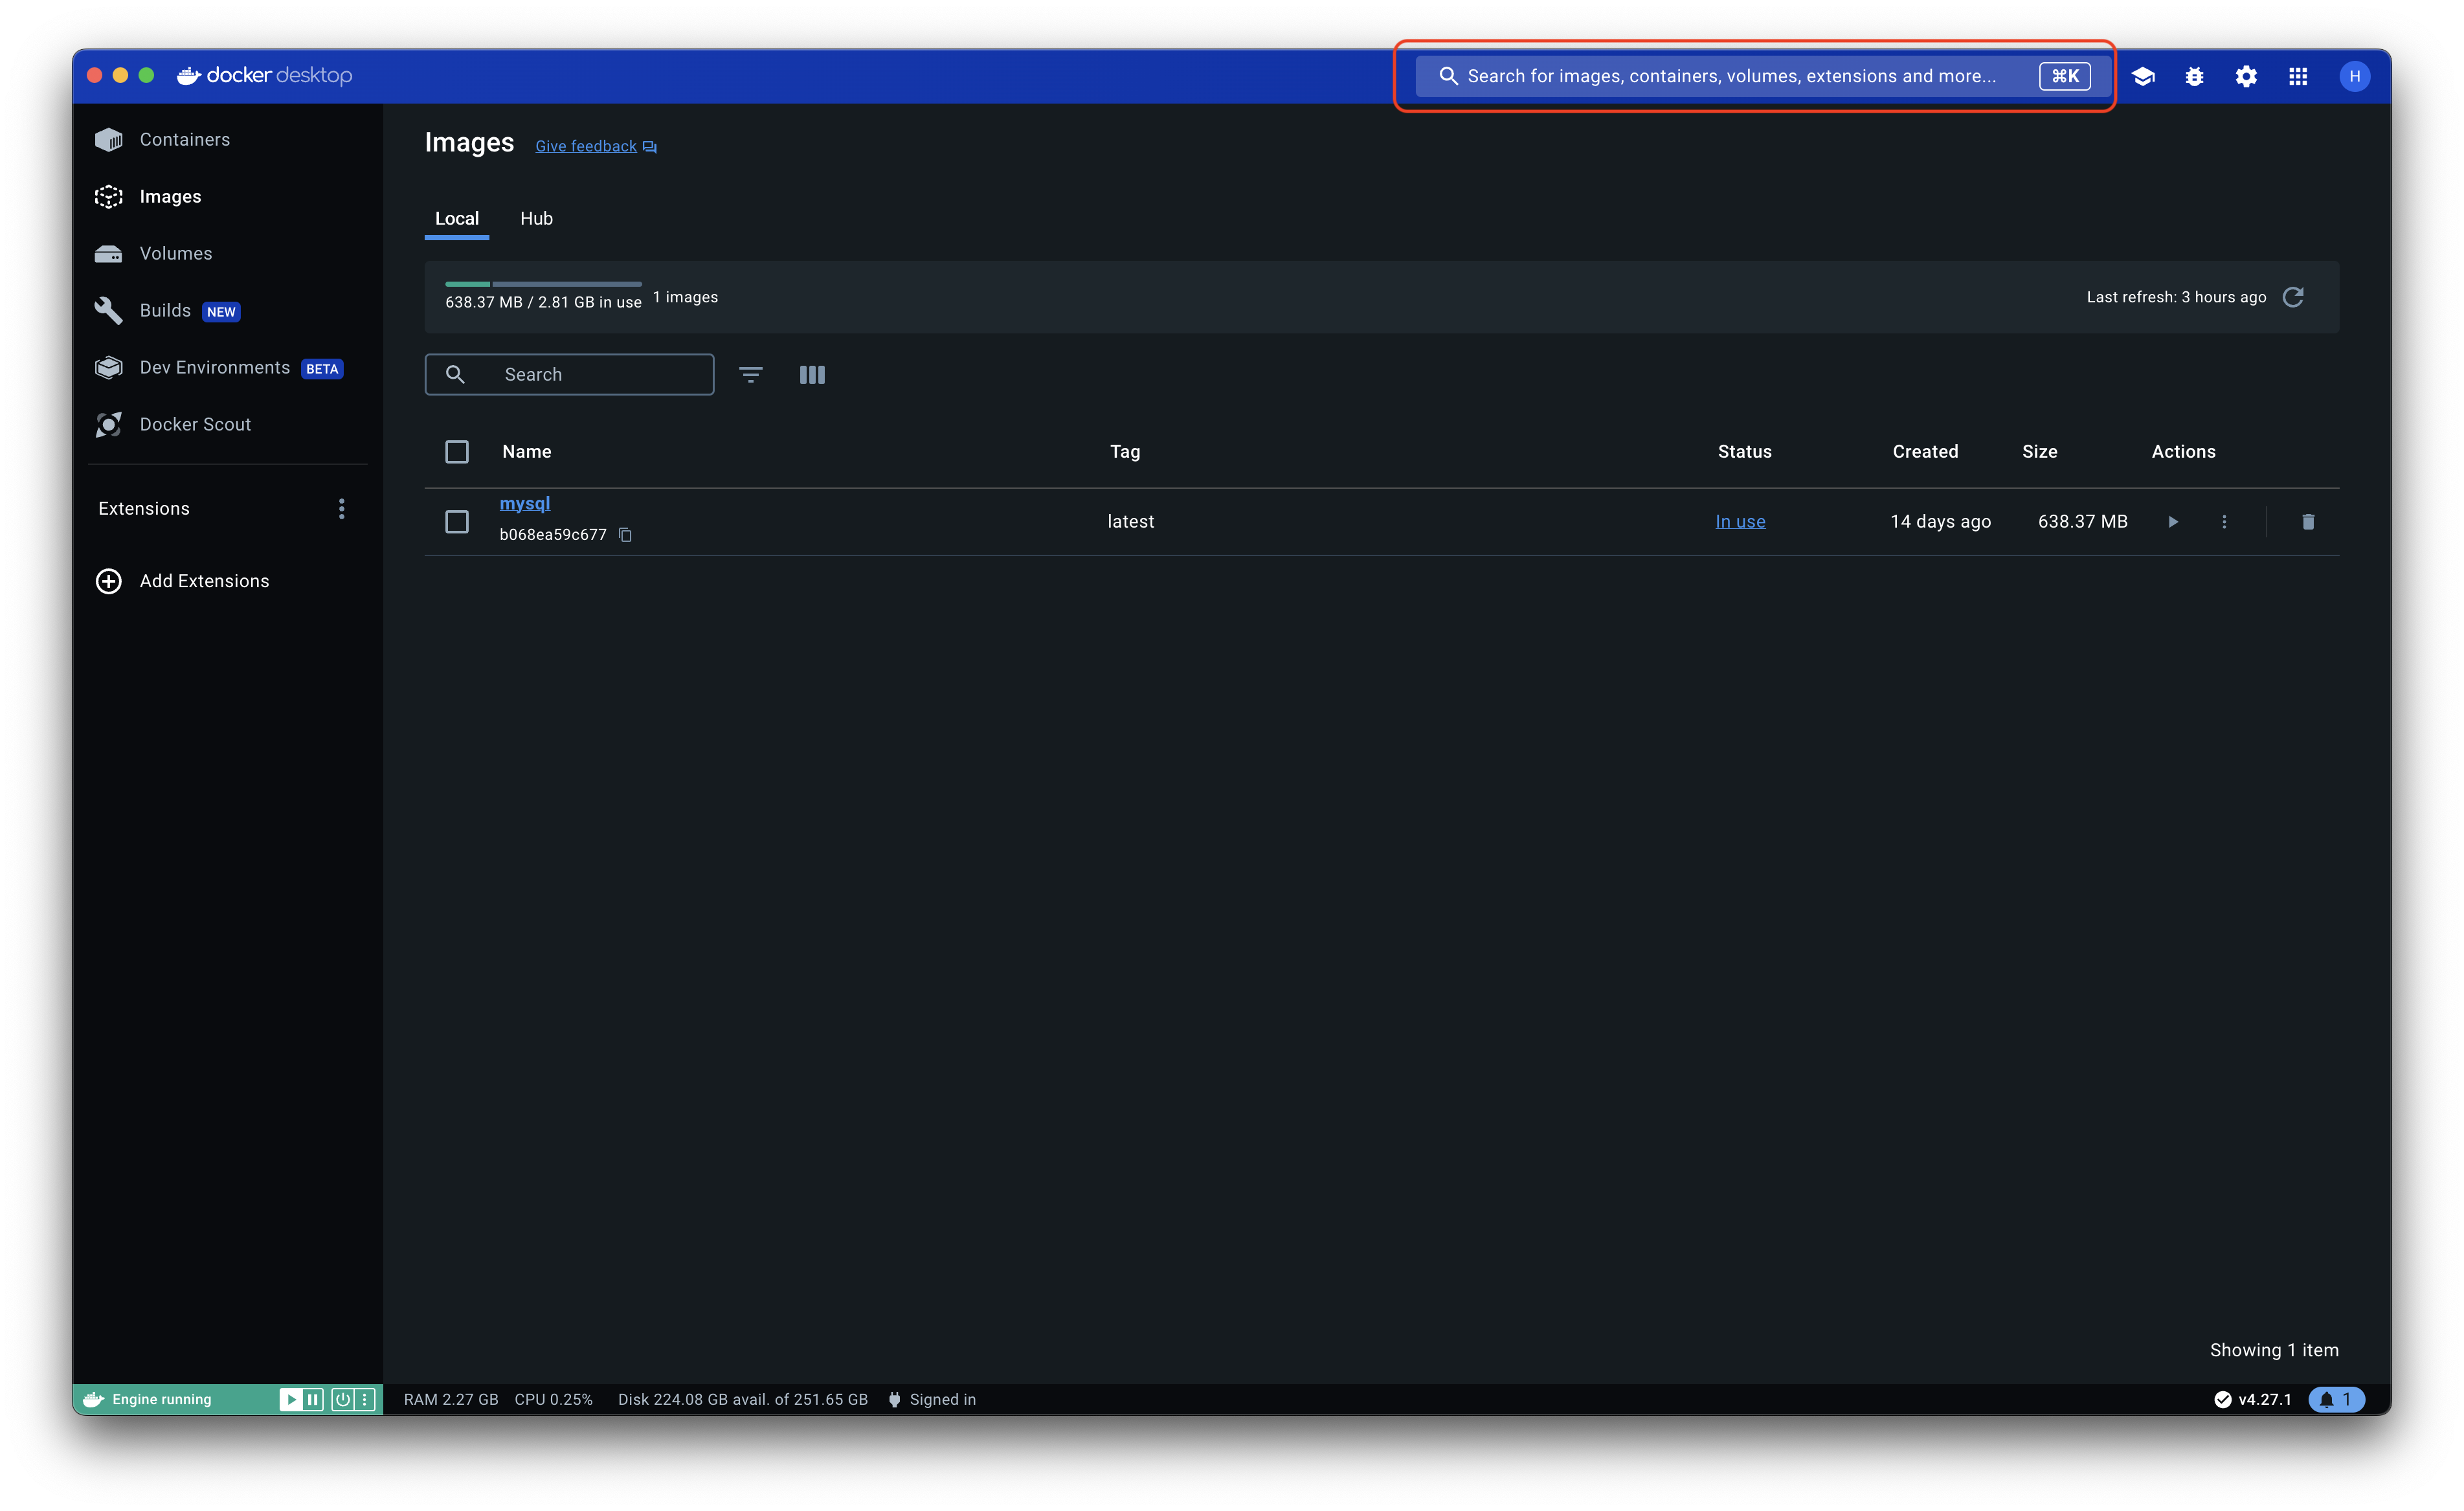 docker desktop
Search for images, containers, volumes, extensions and more...
⌘K
H
Containers
Images
Volumes
Builds NEW
Dev Environments BETA
Docker Scout
Extensions
Add Extensions
Images Give feedback
Local Hub
638.37 MB / 2.81 GB in use 1 images
Last refresh: 3 hours ago
Search
Name Tag Status Created Size Actions
mysql
b068ea59c677
latest In use 14 days ago 638.37 MB
Showing 1 item
Engine running
RAM 2.27 GB CPU 0.25% Disk 224.08 GB avail. of 251.65 GB Signed in
v4.27.1 1